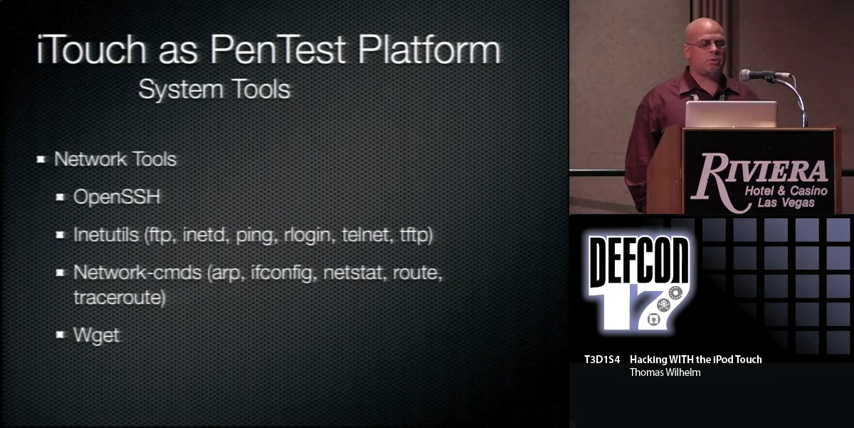 iTouch as PenTest Platform
System Tools
Network Tools
OpenSSH
Inetutils (ftp, inetd, ping, rlogin, telnet, tftp)
Network-cmds (arp, ifconfig, netstat, route,
traceroute)
Wget
RIVIERA
Hotel & Casino
Las Vegas
DEFCON
17
T3D1S4 Hacking WITH the iPod Touch
Thomas Wilhelm